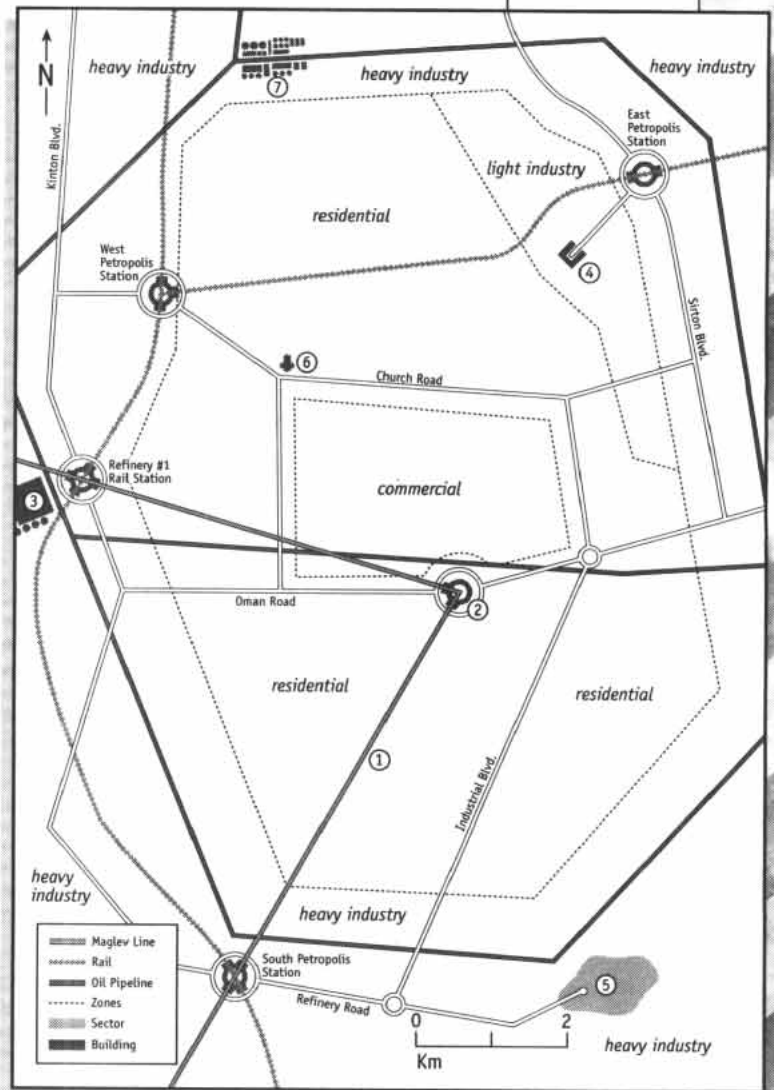 N
heavy industry
7
heavy industry
heavy industry
Kinton Blvd.
East
Petropolis
Station
light industry
residential
West
Petropolis
Station
4
Sirton Blvd.
6
Church Road
Refinery #1
Rail Station
3
commercial
Oman Road
2
residential
residential
1
Industrial Blvd.
heavy
industry
heavy industry
Maglev Line
Rail
Oil Pipeline
Zones
Sector
Building
South Petropolis
Station
Refinery Road
5
0
2
Km
heavy industry